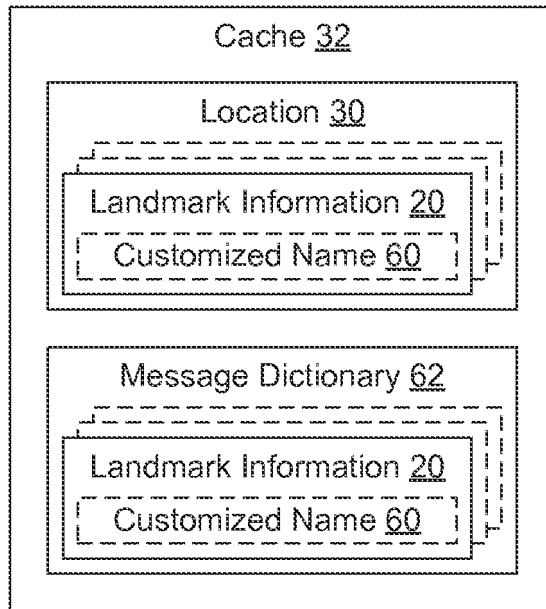 Cache 32
Location 30
Landmark Information 20
Customized Name 60
Message Dictionary 62
Landmark Information 20
Customized Name 60